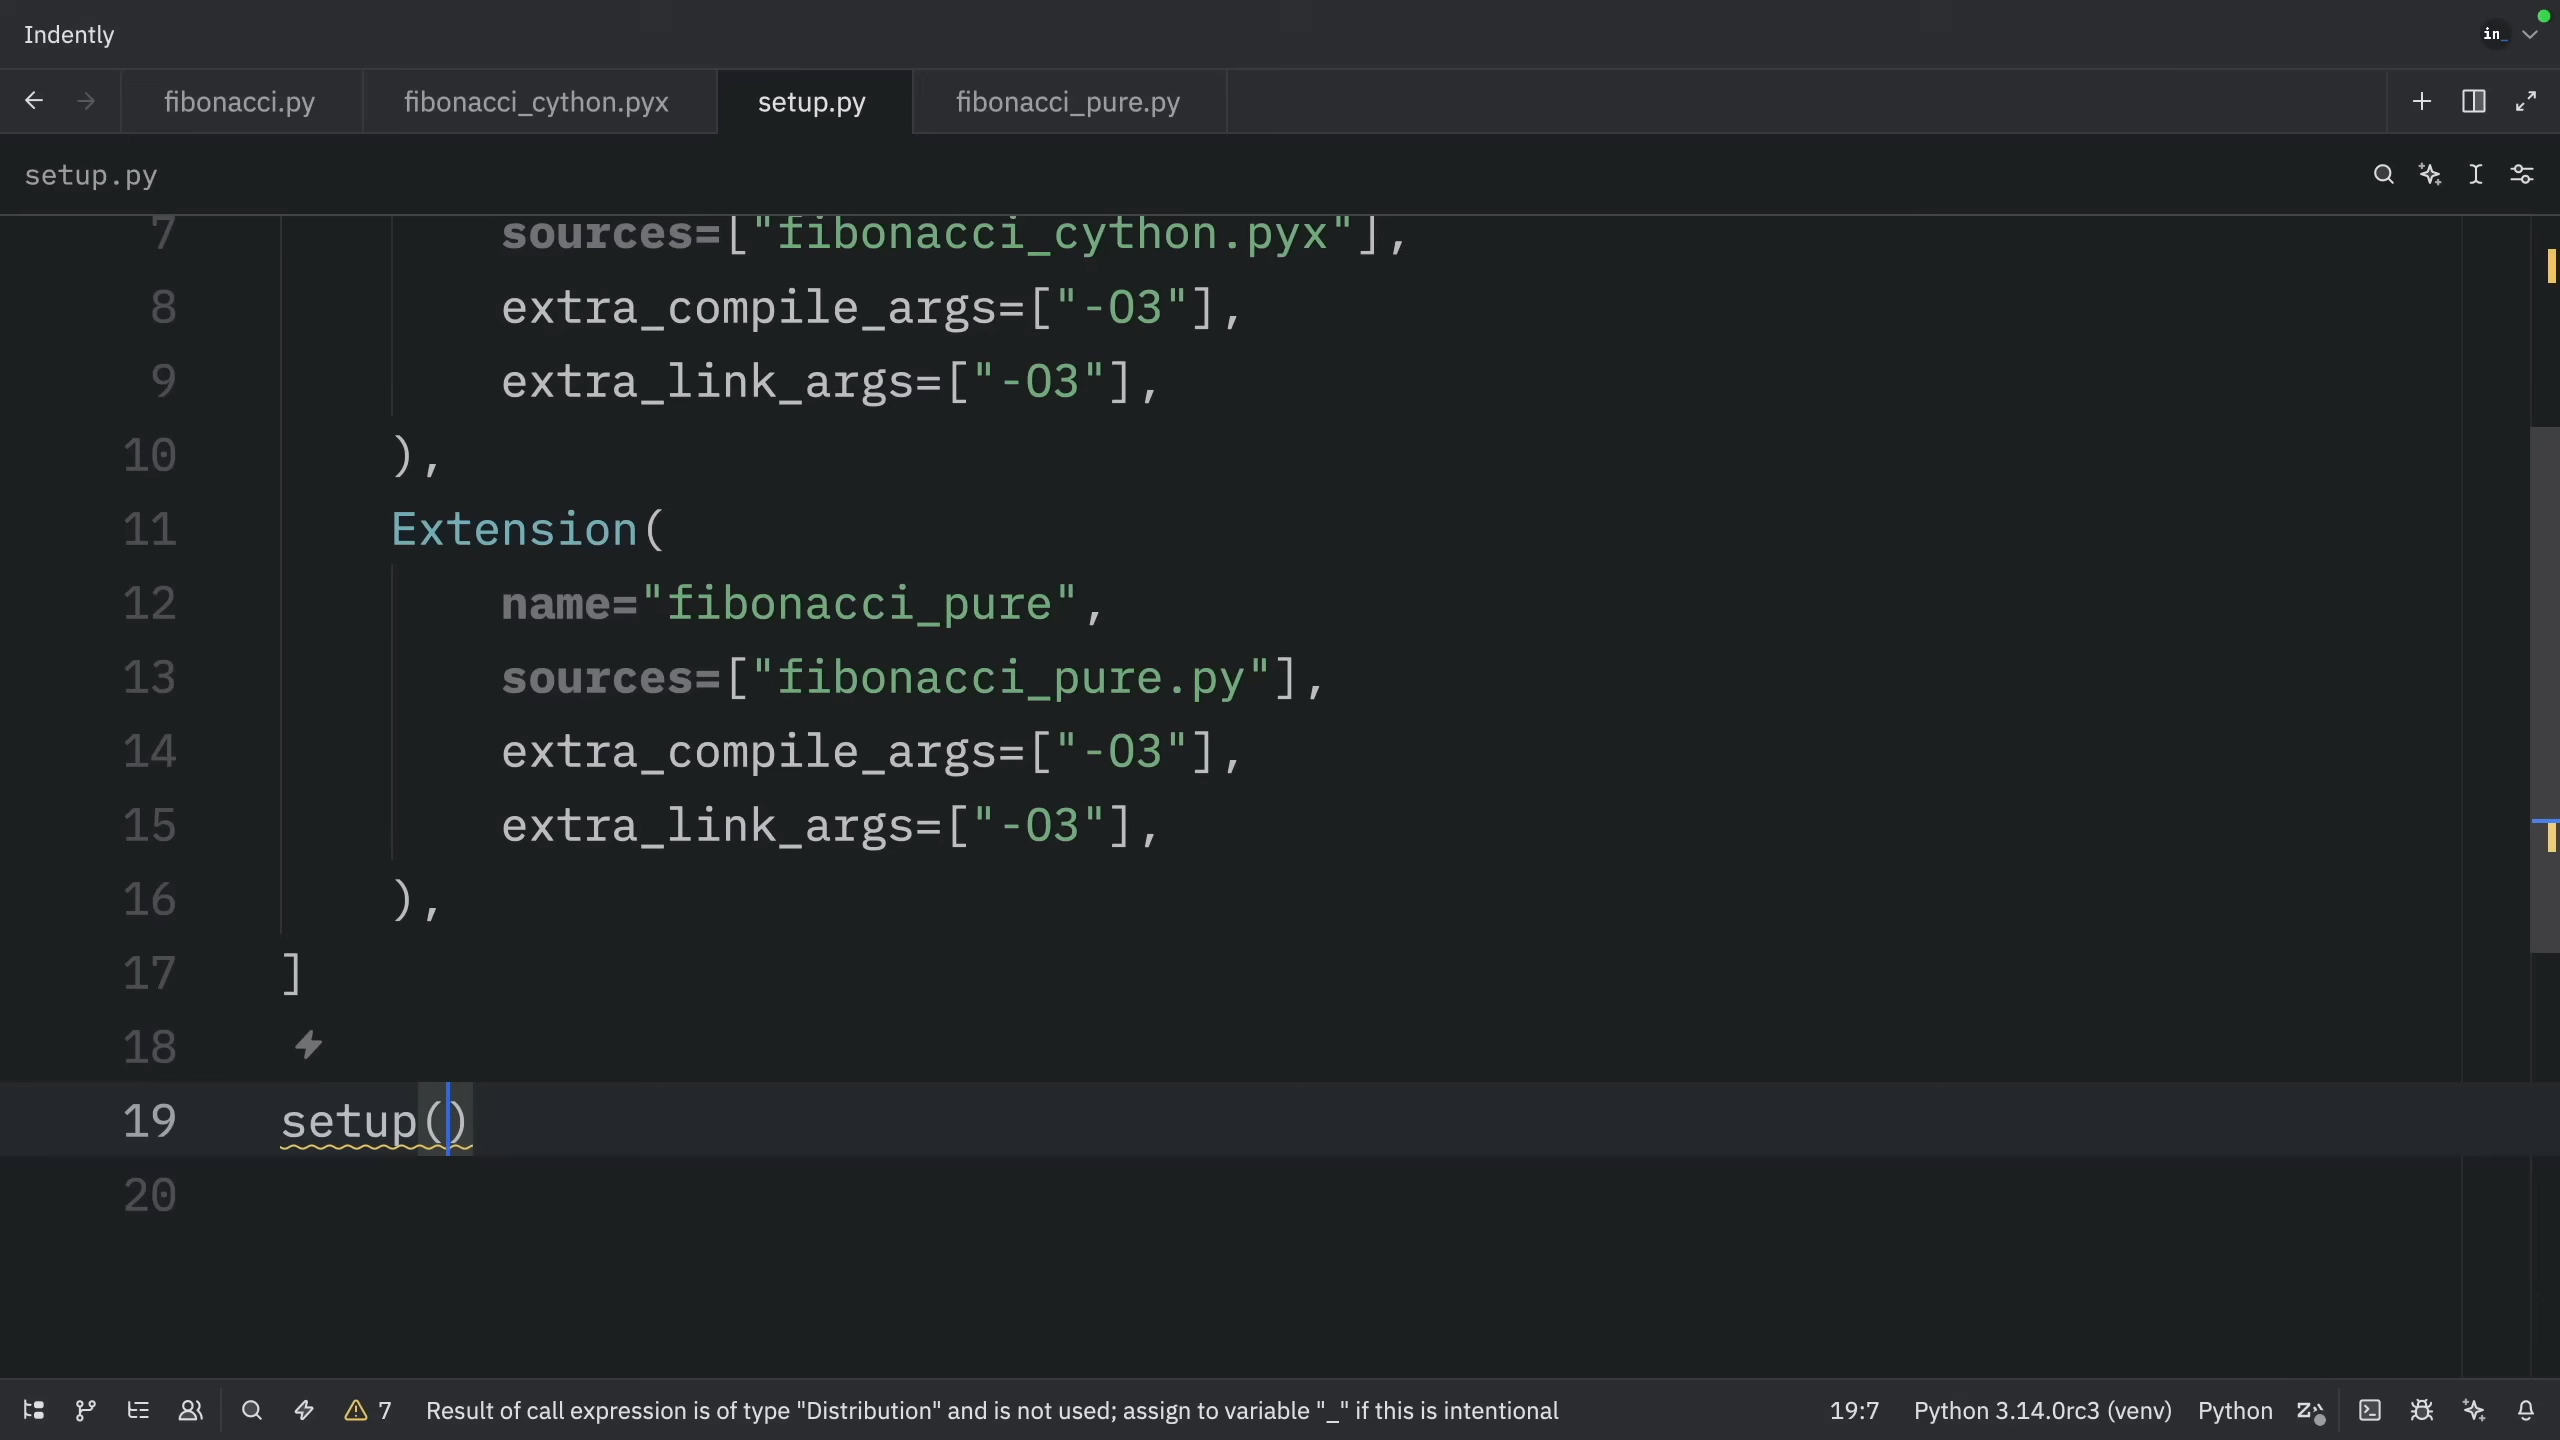 Indently
in_
fibonacci.py
fibonacci_cython.pyx
setup.py
fibonacci_pure.py
setup.py
7 sources=["fibonacci_cython.pyx"],
8 extra_compile_args=["-O3"],
9 extra_link_args=["-O3"],
10 ),
11 Extension(
12 name="fibonacci_pure",
13 sources=["fibonacci_pure.py"],
14 extra_compile_args=["-O3"],
15 extra_link_args=["-O3"],
16 ),
17 ]
18
19 setup()
20
7 Result of call expression is of type "Distribution" and is not used; assign to variable "_" if this is intentional 19:7 Python 3.14.0rc3 (venv) Python